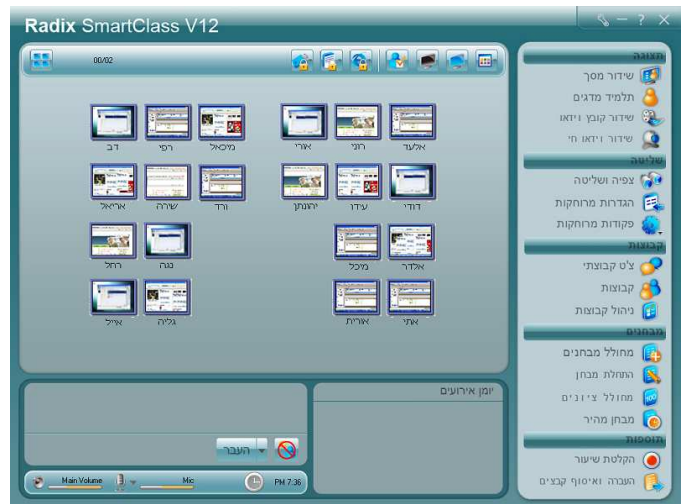 Radix SmartClass V12
00/02
דב
רפי
מיכאל
אורי
רוני
אלעד
אריאל
שירה
ורד
יהונתן
עידו
דודי
רחל
נגה
מיכל
אלדר
אייל
גליה
אורית
אתי
יומן אירועים
העבר
Main Volume
Mic
PM 7:36
תצוגה
שידור מסך
תלמיד מדגים
שידור קובץ וידאו
שידור וידאו חי
שליטה
צפיה ושליטה
הגדרות מרוחקות
פקודות מרוחקות
קבוצות
צ'ט קבוצתי
קבוצות
ניהול קבוצות
מבחנים
מחולל מבחנים
התחלת מבחן
מחולל ציונים
מבחן מהיר
תוספות
הקלטת שיעור
העברה ואיסוף קבצים